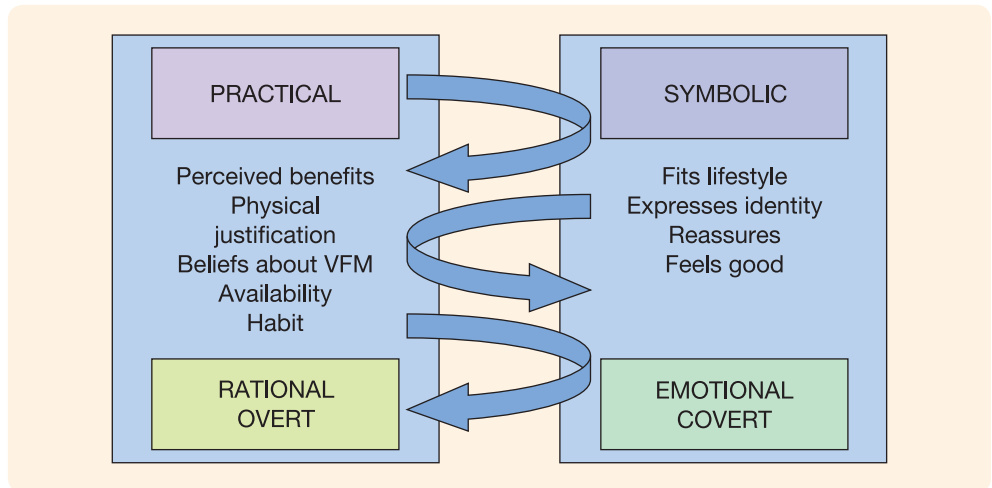 PRACTICAL
Perceived benefits
Physical
justification
Beliefs about VFM
Availability
Habit
RATIONAL
OVERT
SYMBOLIC
Fits lifestyle
Expresses identity
Reassures
Feels good
EMOTIONAL
COVERT